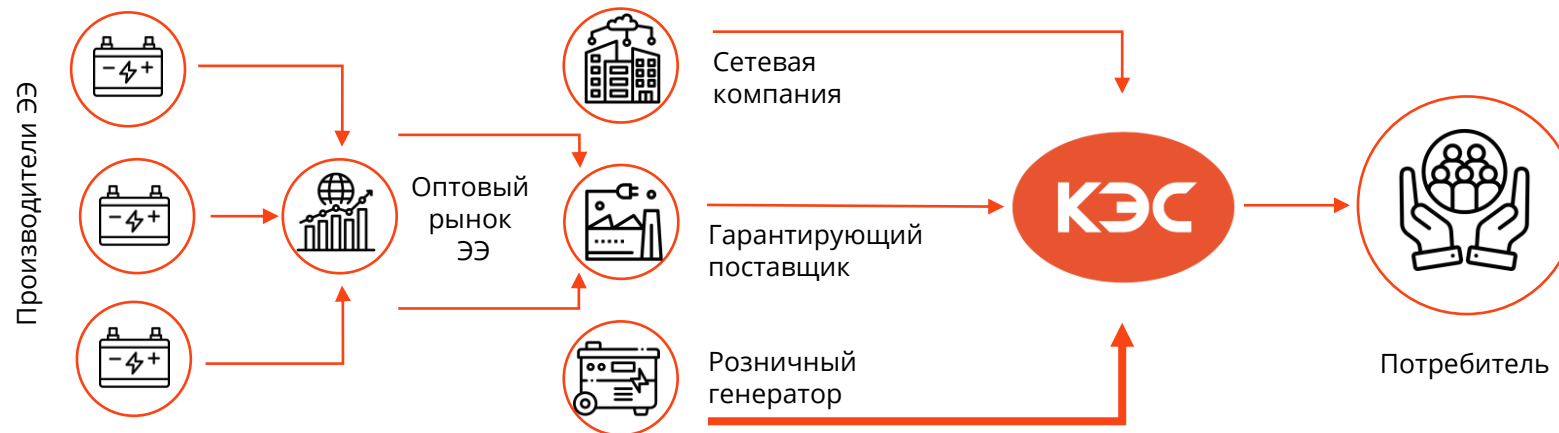 Производители ЭЭ
Оптовый
рынок
ЭЭ
Сетевая
компания
Гарантирующий
поставщик
Розничный
генератор
КЭС
Потребитель